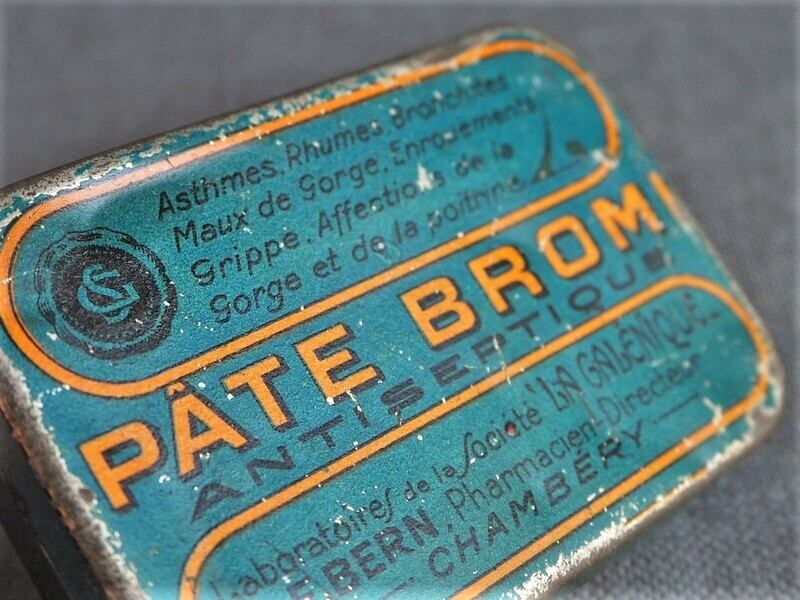 Asthmes. Rhumes. Bronchites
Maux de Gorge. Enrouements
Grippe. Affections de la
Gorge et de la poitrine
PÂTE BROM
ANTISEPTIQUE
Laboratoires de la Société "LA GALÉNIQUE"
BERN, Pharmacien-Directeur
CHAMBÉRY